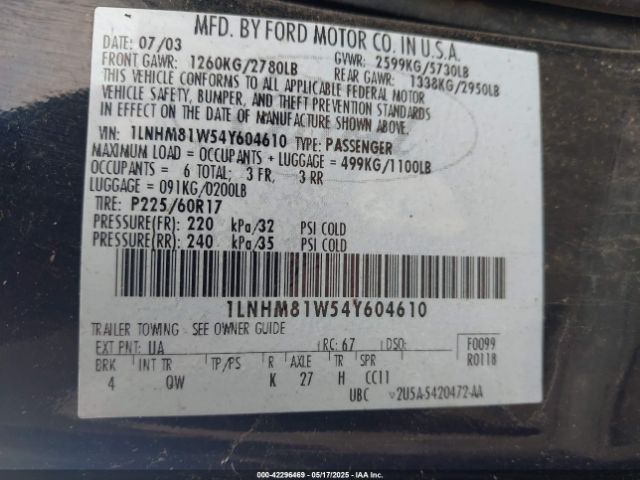 MFD. BY FORD MOTOR CO. IN U.S.A.
DATE: 07/03 GVWR: 2599KG/5730LB
FRONT GAWR: 1260KG/2780LB REAR GAWR: 1338KG/2950LB
THIS VEHICLE CONFORMS TO ALL APPLICABLE FEDERAL MOTOR
VEHICLE SAFETY, BUMPER, AND THEFT PREVENTION STANDARDS
IN EFFECT ON THE DATE OF MANUFACTURE SHOWN ABOVE.
VIN: 1LNHM81W54Y604610 TYPE: PASSENGER
MAXIMUM LOAD = OCCUPANTS + LUGGAGE = 499KG/1100LB
OCCUPANTS = 6 TOTAL; 3 FR, 3 RR
LUGGAGE = 091KG/0200LB
TIRE: P225/60R17
PRESSURE(FR): 220 kPa/32 PSI COLD
PRESSURE(RR): 240 kPa/35 PSI COLD
1LNHM81W54Y604610
TRAILER TOWING - SEE OWNER GUIDE
EXT PNT: UA RC: 67 DSO: F0099
BRK INT TR TP/PS R AXLE TR SPR R0118
4 QW K 27 H CC11
UBC 2U5A-5420472-AA
000-42296469 - 05/17/2025 - IAA Inc.